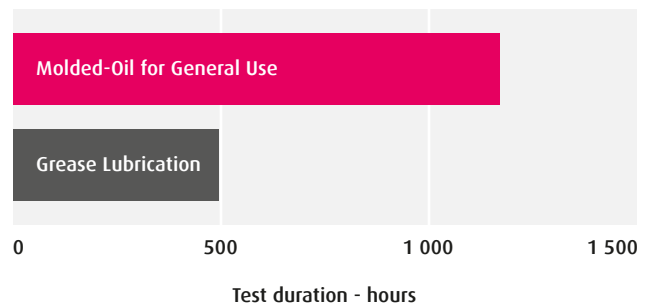 Molded-Oil for General Use
Grease Lubrication
0 500 1 000 1 500
Test duration - hours